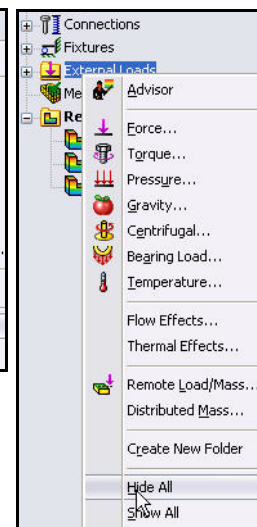 Connections
Fixtures
External Loads
Me
Re
Advisor
Force...
Torque...
Pressure...
Gravity...
Centrifugal...
Bearing Load...
Temperature...
Flow Effects...
Thermal Effects...
Remote Load/Mass...
Distributed Mass...
Create New Folder
Hide All
Show All